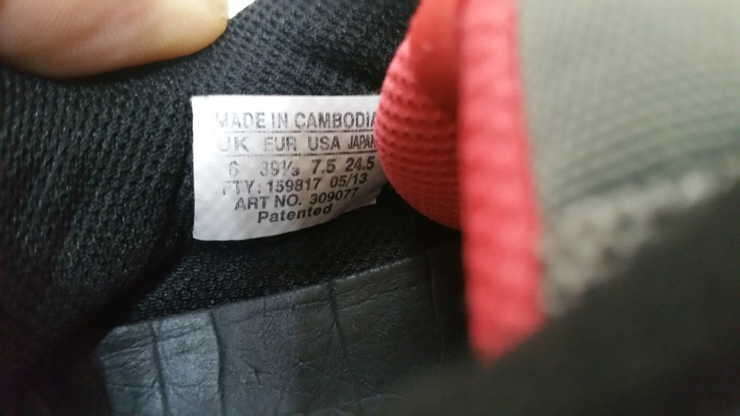 MADE IN CAMBODIA
UK EUR USA JAPAN
6 39⅓ 7.5 24.5
FTY: 159817 05/13
ART NO. 309077
Patented